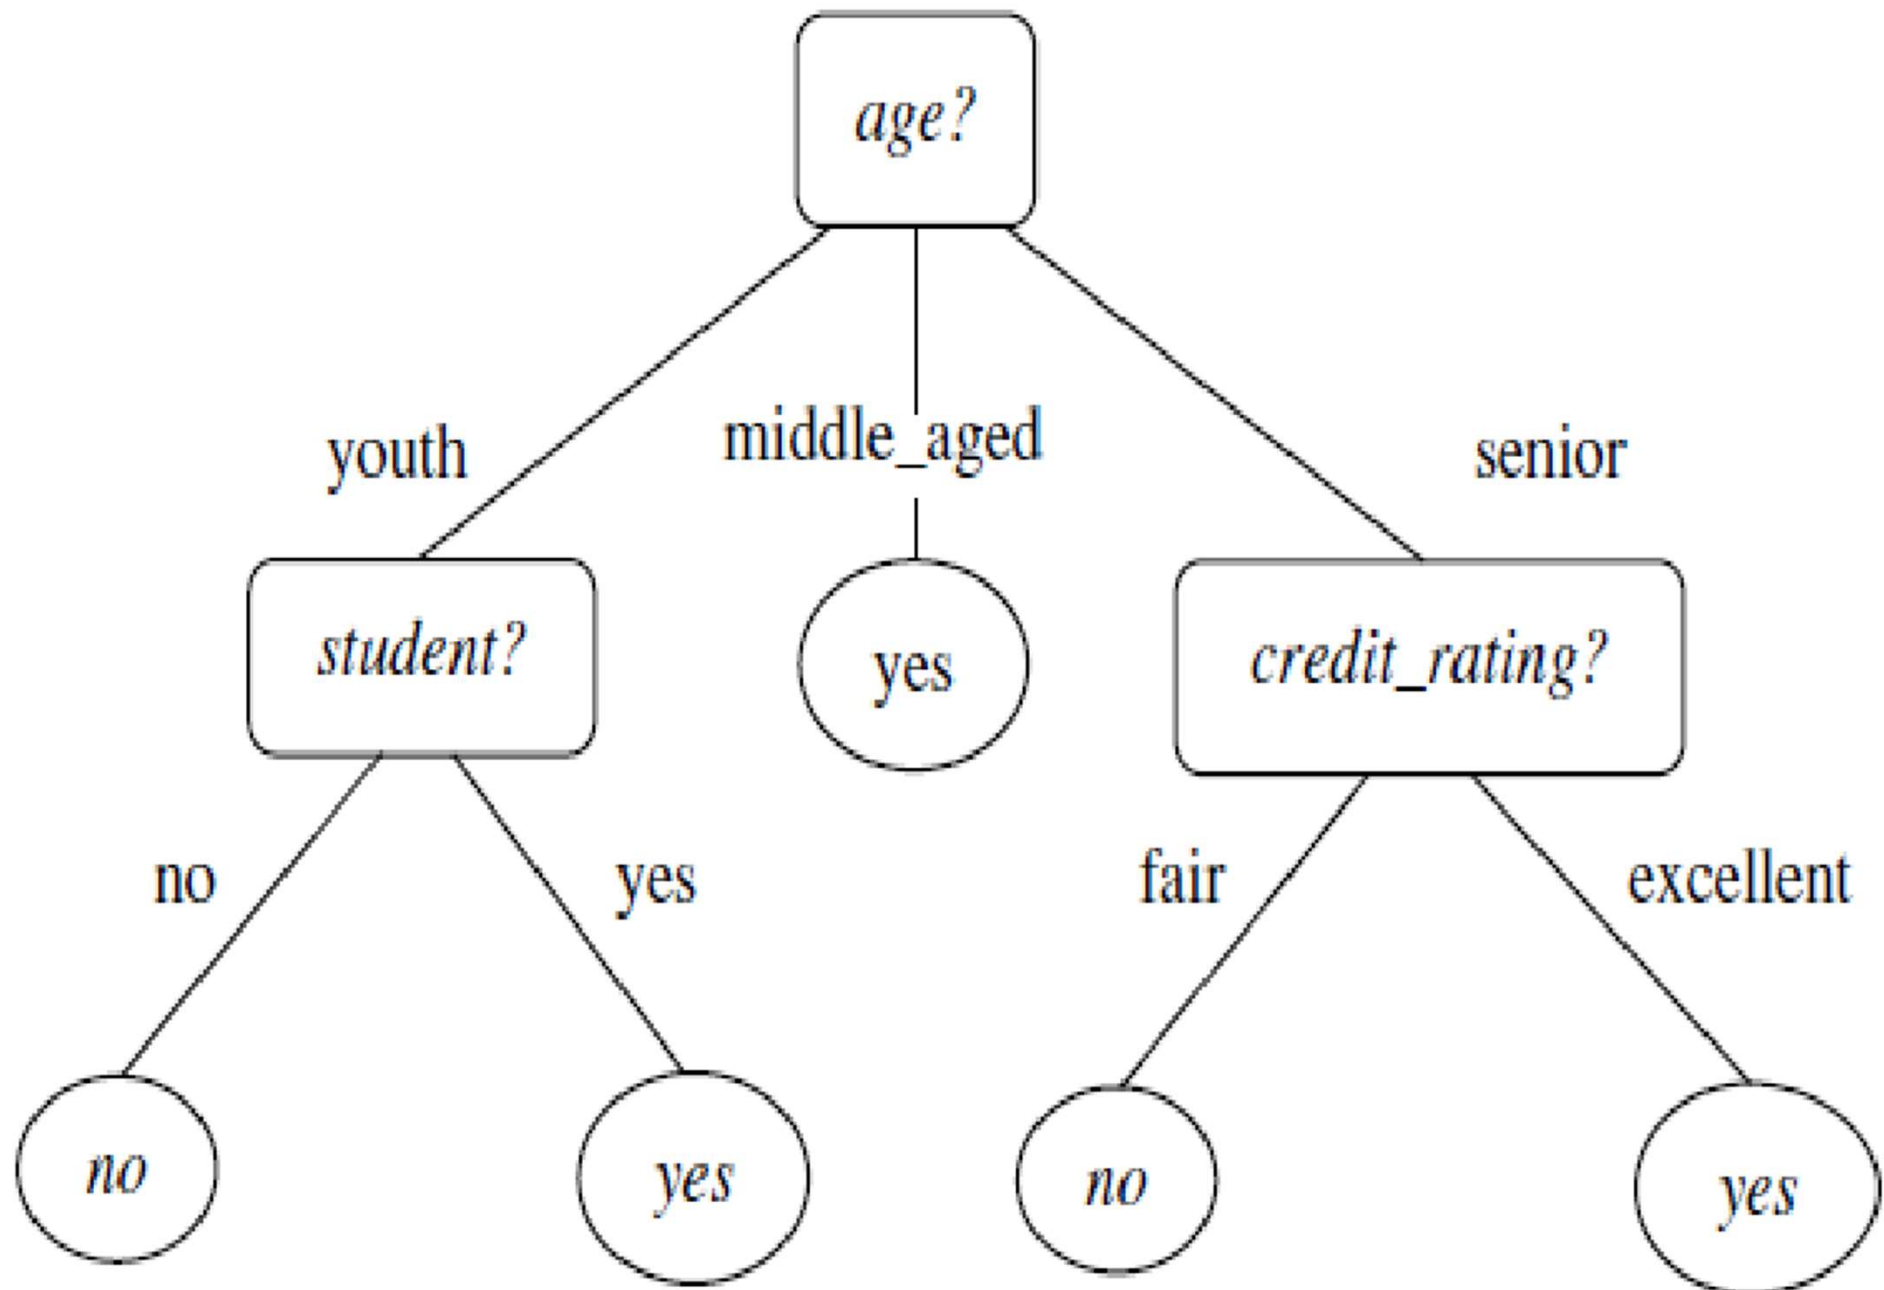 age?
youth
middle_aged
senior
student?
yes
credit_rating?
no
yes
fair
excellent
no
yes
no
yes